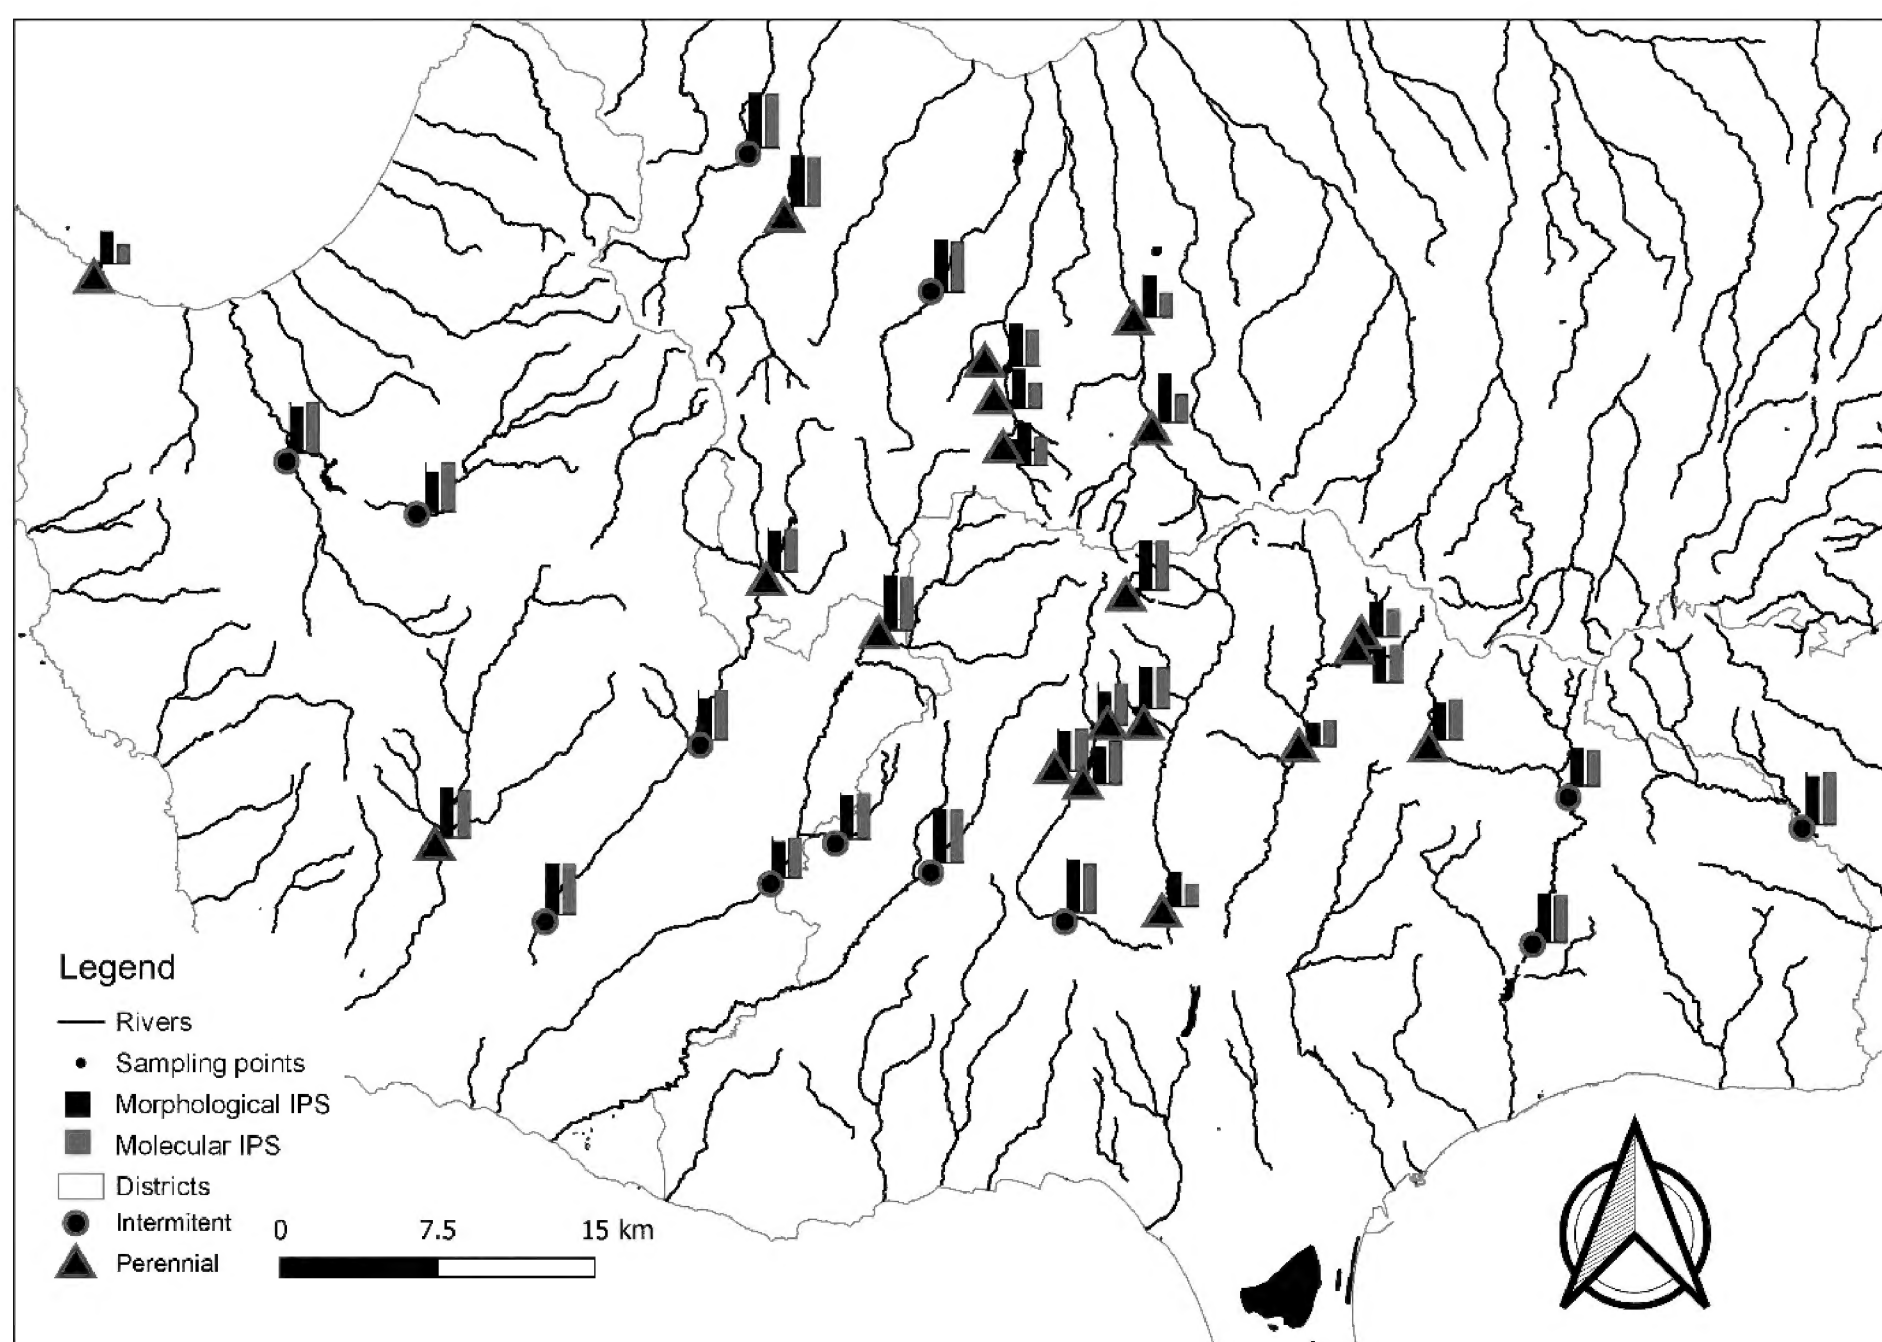 Legend
Rivers
Sampling points
Morphological IPS
Molecular IPS
Districts
Intermitent
Perennial
0 7.5 15 km